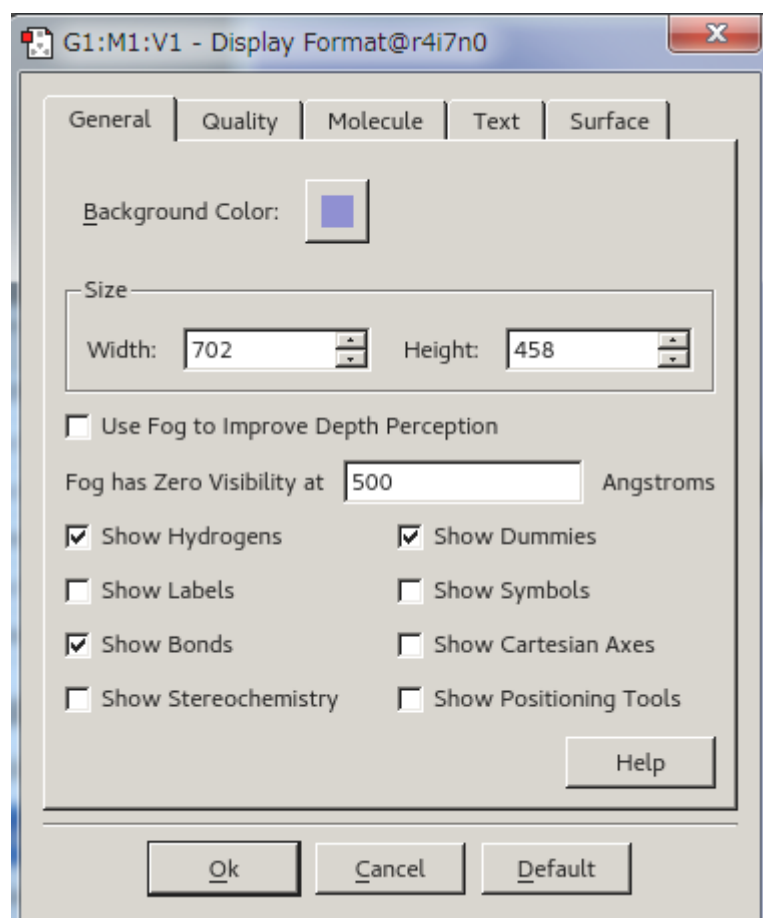 G1:M1:V1 - Display Format@r4i7n0
General Quality Molecule Text Surface
Background Color:
Size
Width: 702 Height: 458
Use Fog to Improve Depth Perception
Fog has Zero Visibility at 500 Angstroms
Show Hydrogens Show Dummies
Show Labels Show Symbols
Show Bonds Show Cartesian Axes
Show Stereochemistry Show Positioning Tools
Help
Ok Cancel Default